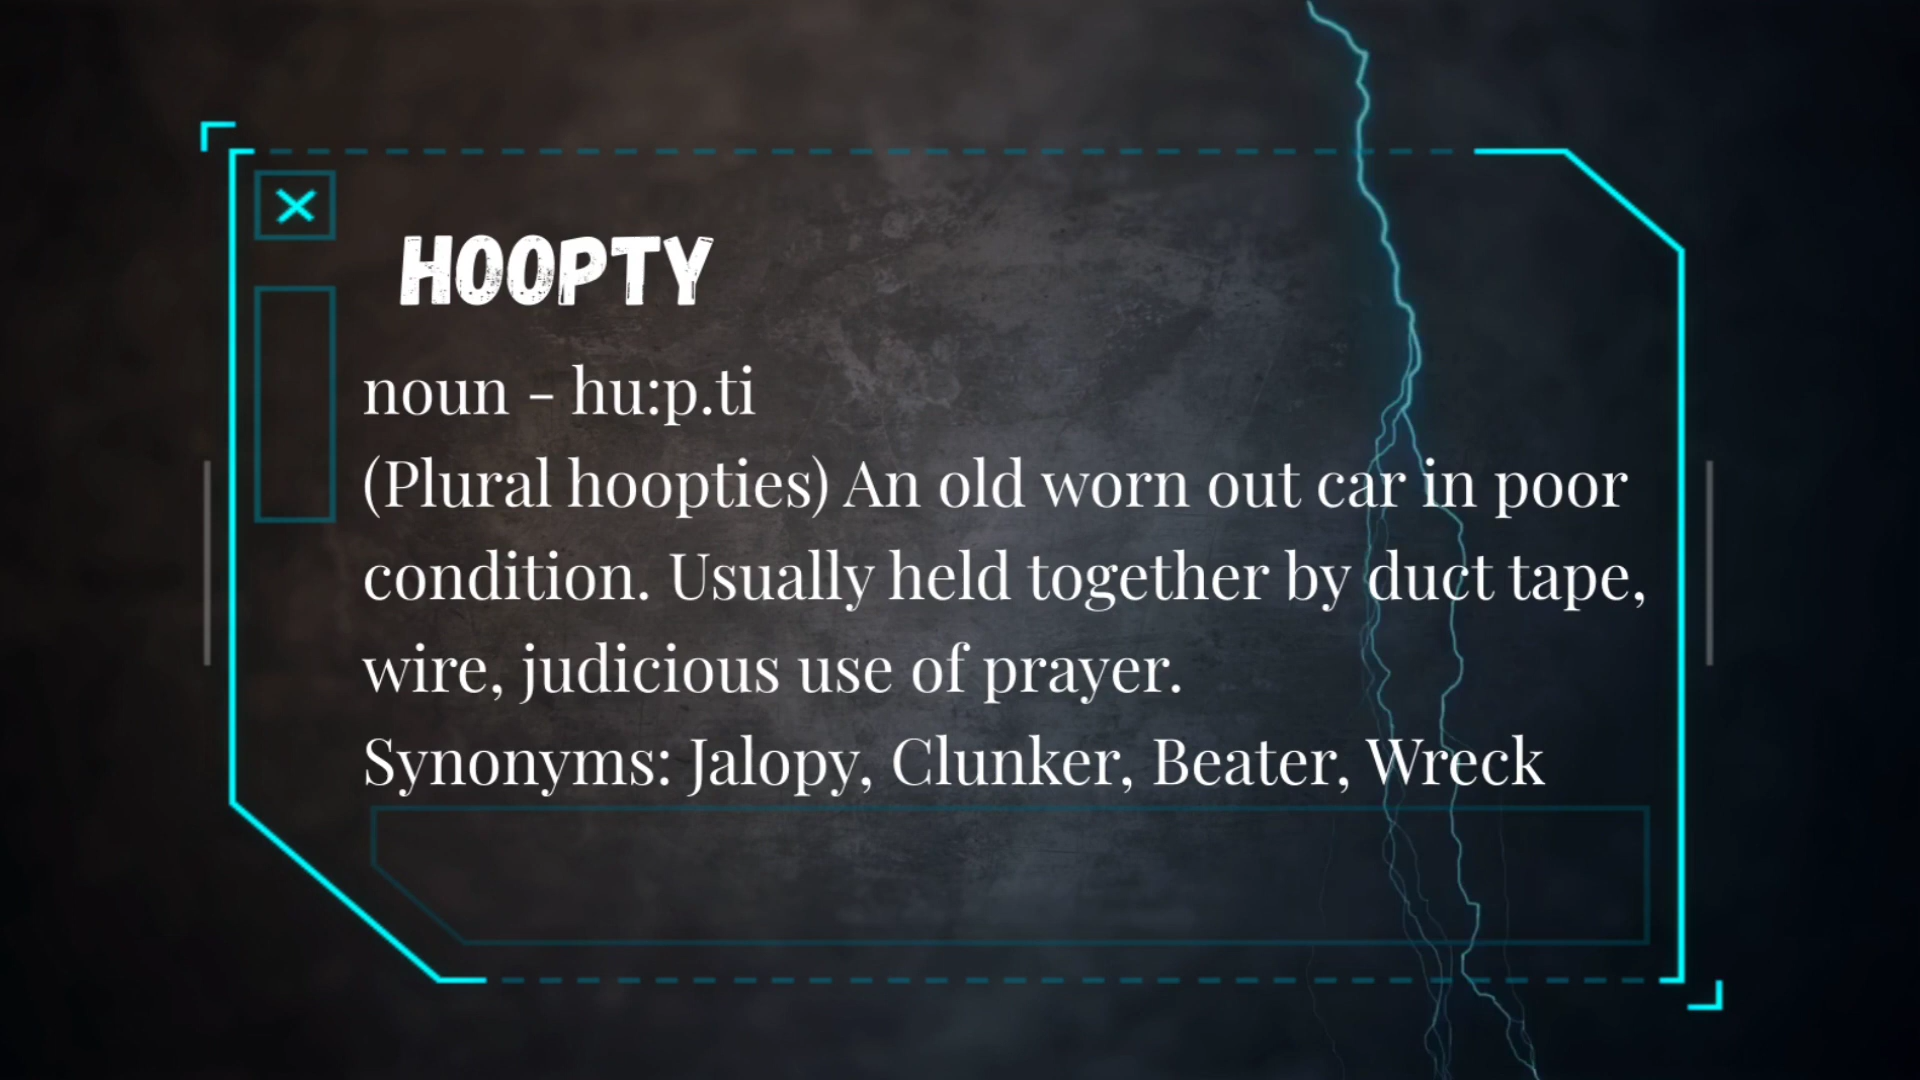 HOOPTY
noun - hu:p.ti
(Plural hoopties) An old worn out car in poor
condition. Usually held together by duct tape,
wire, judicious use of prayer.
Synonyms: Jalopy, Clunker, Beater, Wreck